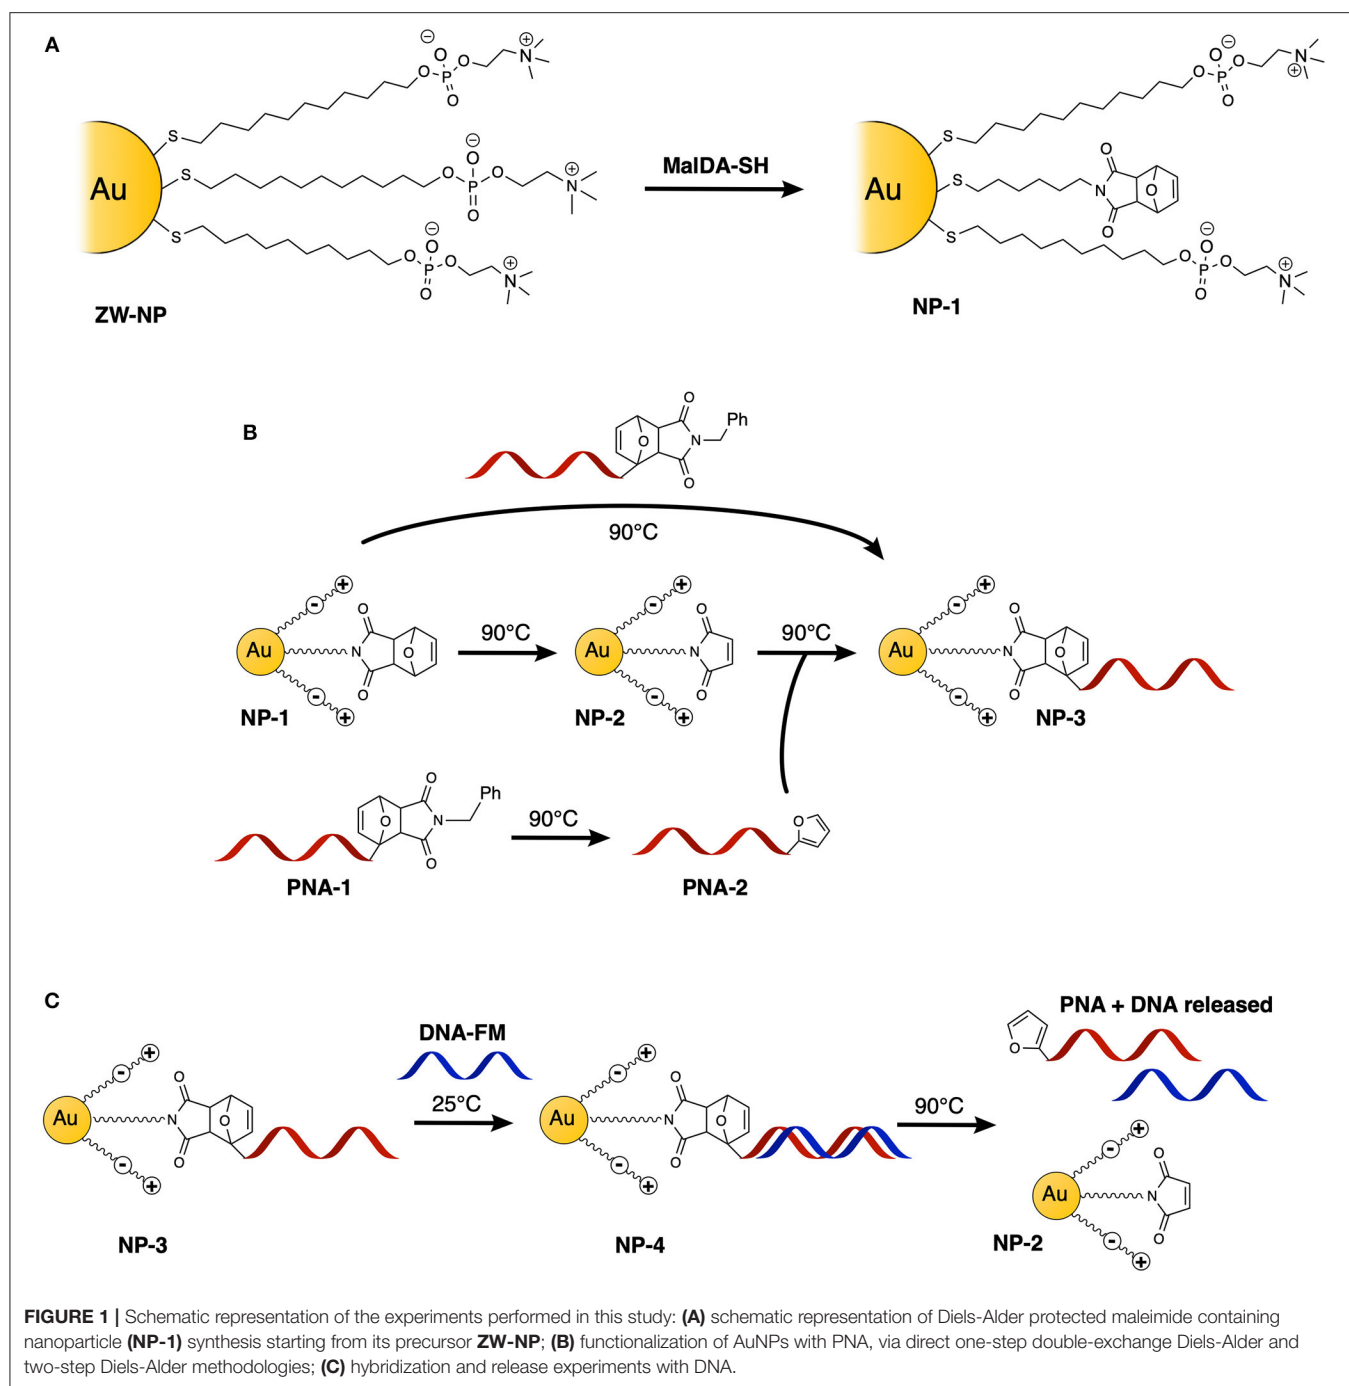 A
Au
S
S
S
O
P
O
O
O
N
O
P
O
O
O
N
O
P
O
O
O
N
ZW-NP
MalDA-SH
Au
S
S
S
O
P
O
O
O
N
O
N
O
O
O
P
O
O
O
N
NP-1
B
O
O
N
O
Ph
90°C
Au
- +
- +
N
O
O
O
NP-1
90°C
Au
- +
- +
N
O
O
NP-2
90°C
Au
- +
- +
N
O
O
O
NP-3
O
O
N
O
Ph
PNA-1
90°C
O
PNA-2
C
Au
- +
- +
N
O
O
O
NP-3
DNA-FM
25°C
Au
- +
- +
N
O
O
O
NP-4
90°C
PNA + DNA released
O
Au
- +
- +
N
O
O
NP-2
FIGURE 1 | Schematic representation of the experiments performed in this study: (A) schematic representation of Diels-Alder protected maleimide containing
nanoparticle (NP-1) synthesis starting from its precursor ZW-NP; (B) functionalization of AuNPs with PNA, via direct one-step double-exchange Diels-Alder and
two-step Diels-Alder methodologies; (C) hybridization and release experiments with DNA.